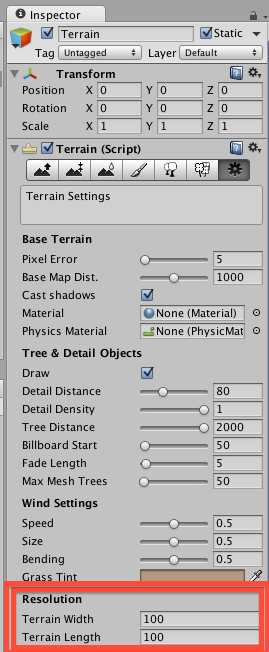 Inspector
Terrain Static
Tag Untagged Layer Default
Transform
Position X 0 Y 0 Z 0
Rotation X 0 Y 0 Z 0
Scale X 1 Y 1 Z 1
Terrain (Script)
Terrain Settings
Base Terrain
Pixel Error 5
Base Map Dist. 1000
Cast shadows
Material None (Material)
Physics Material None (PhysicMat
Tree & Detail Objects
Draw
Detail Distance 80
Detail Density 1
Tree Distance 2000
Billboard Start 50
Fade Length 5
Max Mesh Trees 50
Wind Settings
Speed 0.5
Size 0.5
Bending 0.5
Grass Tint
Resolution
Terrain Width 100
Terrain Length 100